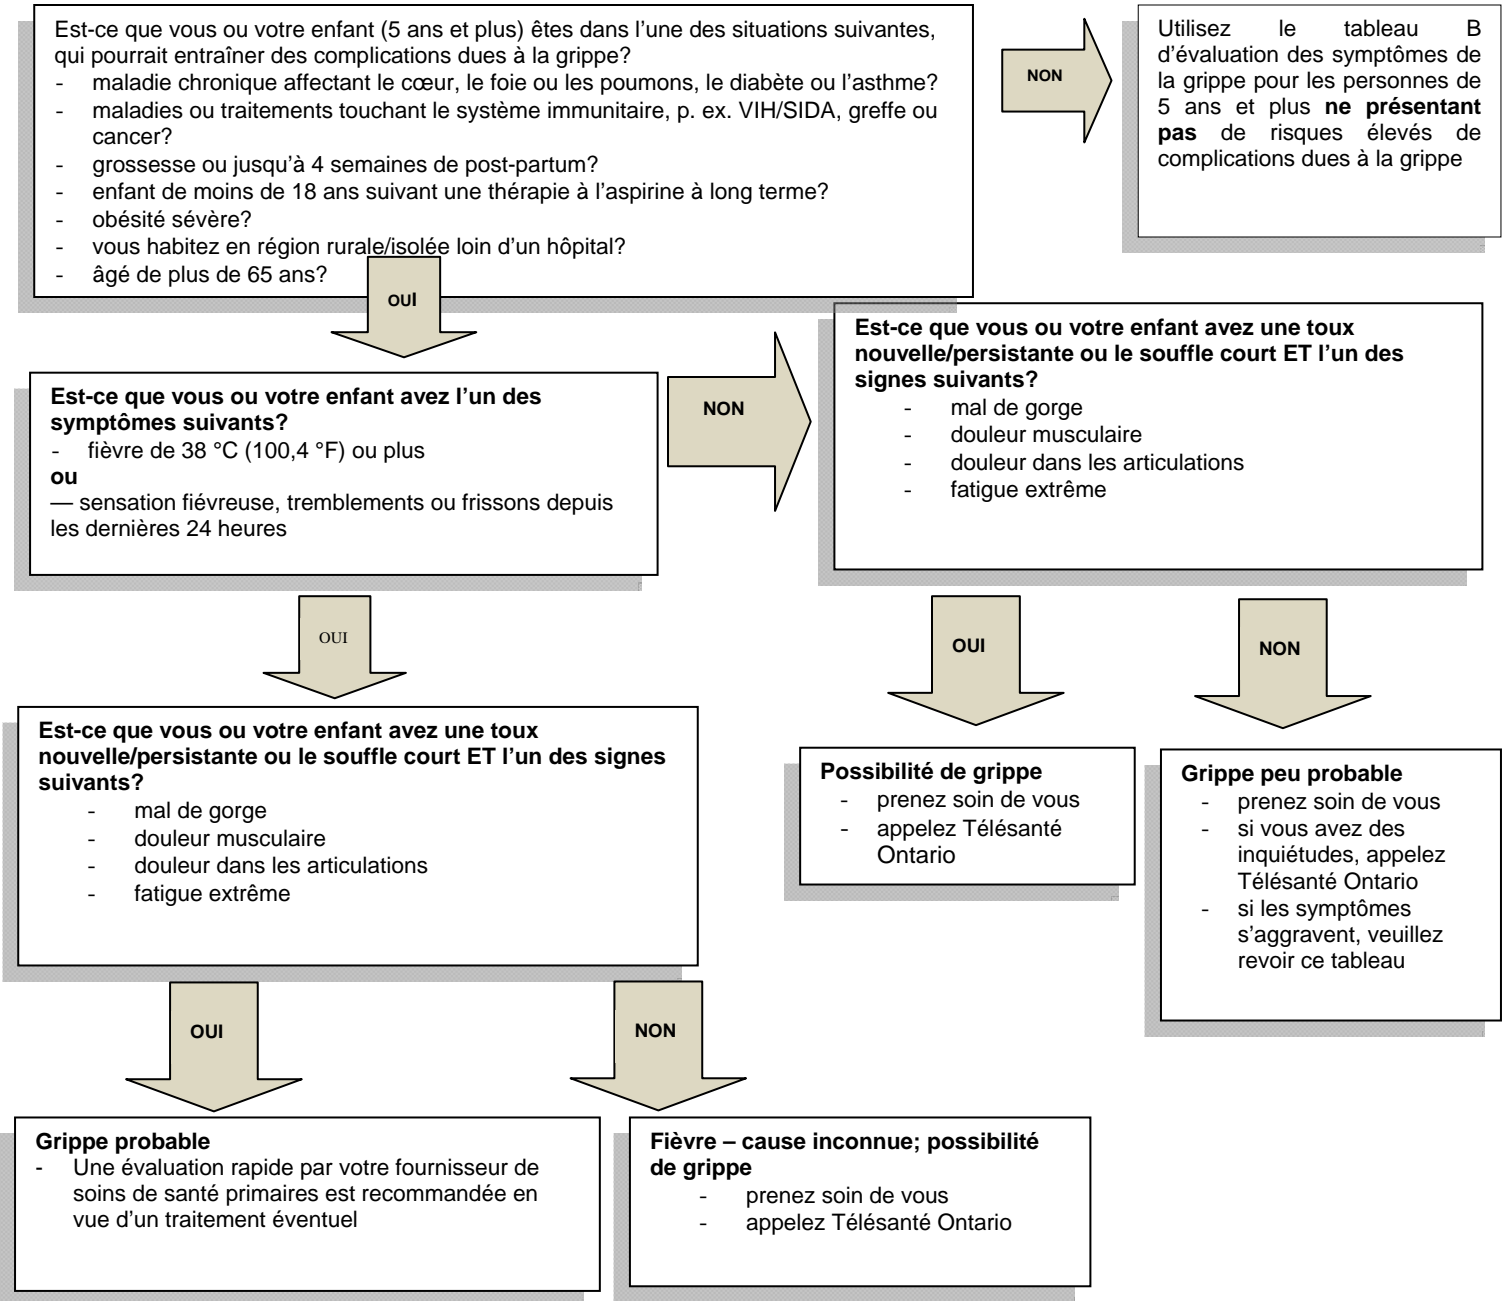 Est-ce que vous ou votre enfant (5 ans et plus) êtes dans l'une des situations suivantes,
qui pourrait entraîner des complications dues à la grippe?
- maladie chronique affectant le cœur, le foie ou les poumons, le diabète ou l'asthme?
- maladies ou traitements touchant le système immunitaire, p. ex. VIH/SIDA, greffe ou
cancer?
- grossesse ou jusqu'à 4 semaines de post-partum?
- enfant de moins de 18 ans suivant une thérapie à l'aspirine à long terme?
- obésité sévère?
- vous habitez en région rurale/isolée loin d'un hôpital?
- âgé de plus de 65 ans?
NON
Utilisez le tableau B
d'évaluation des symptômes de
la grippe pour les personnes de
5 ans et plus ne présentant
pas de risques élevés de
complications dues à la grippe
OUI
Est-ce que vous ou votre enfant avez l'un des
symptômes suivants?
- fièvre de 38 °C (100,4 °F) ou plus
ou
— sensation fiévreuse, tremblements ou frissons depuis
les dernières 24 heures
NON
Est-ce que vous ou votre enfant avez une toux
nouvelle/persistante ou le souffle court ET l'un des
signes suivants?
- mal de gorge
- douleur musculaire
- douleur dans les articulations
- fatigue extrême
OUI
Est-ce que vous ou votre enfant avez une toux
nouvelle/persistante ou le souffle court ET l'un des signes
suivants?
- mal de gorge
- douleur musculaire
- douleur dans les articulations
- fatigue extrême
OUI
NON
Possibilité de grippe
- prenez soin de vous
- appelez Télésanté
Ontario
Grippe peu probable
- prenez soin de vous
- si vous avez des
inquiétudes, appelez
Télésanté Ontario
- si les symptômes
s'aggravent, veuillez
revoir ce tableau
OUI
NON
Grippe probable
- Une évaluation rapide par votre fournisseur de
soins de santé primaires est recommandée en
vue d'un traitement éventuel
Fièvre – cause inconnue; possibilité
de grippe
- prenez soin de vous
- appelez Télésanté Ontario